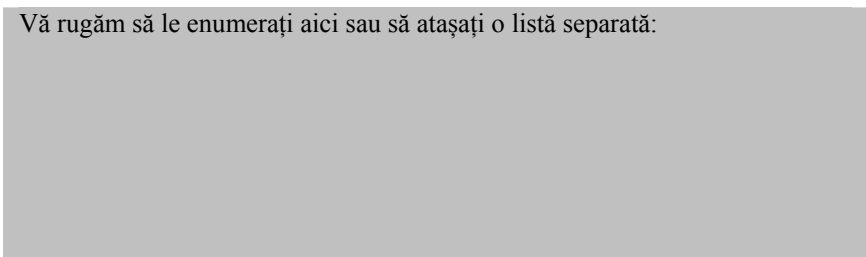 Vă rugăm să le enumerați aici sau să atașați o listă separată: